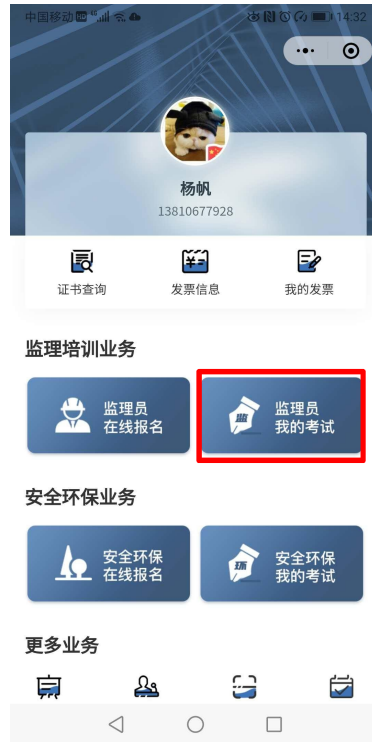 中国移动 HD 46 14:32
杨帆
13810677928
证书查询 发票信息 我的发票
监理培训业务
监理员
在线报名
监 监理员
我的考试
安全环保业务
安全环保
在线报名
环 安全环保
我的考试
更多业务